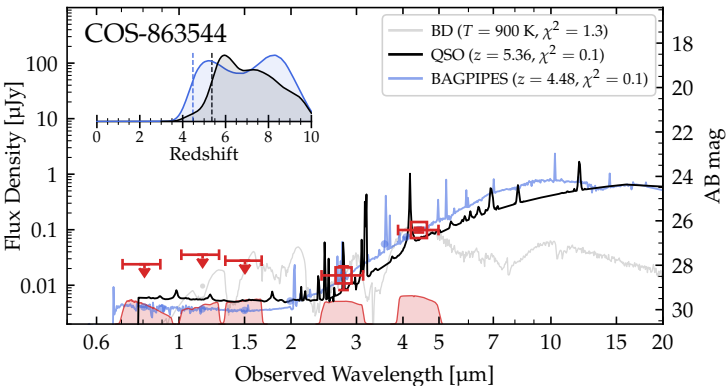 COS-863544
BD (T = 900 K, χ² = 1.3)
QSO (z = 5.36, χ² = 0.1)
BAGPIPES (z = 4.48, χ² = 0.1)
0 2 4 6 8 10
Redshift
Flux Density [μJy]
100
10
1
0.1
0.01
AB mag
18
20
22
24
26
28
30
0.6 1 2 3 4 5 7 10 15 20
Observed Wavelength [μm]